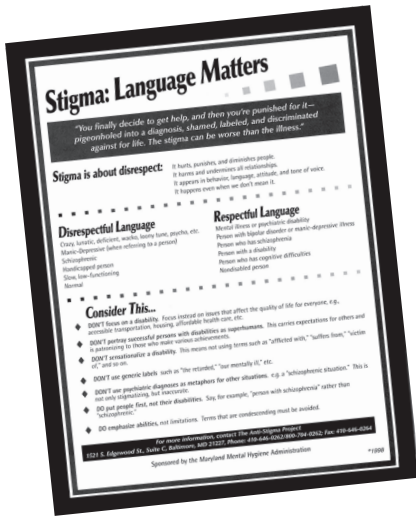 Stigma: Language Matters
"You finally decide to get help, and then you're punished for it—
pigeonholed into a diagnosis, shamed, labeled, and discriminated
against for life. The stigma can be worse than the illness."
Stigma is about disrespect:
It hurts, punishes, and diminishes people.
It harms and undermines all relationships.
It appears in behavior, language, attitude, and tone of voice.
It happens even when we don't mean it.
Disrespectful Language
Crazy, lunatic, deficient, wacko, loony tune, psycho, etc.
Manic-Depressive (when referring to a person)
Schizophrenic
Handicapped person
Slow, low-functioning
Normal
Respectful Language
Mental illness or psychiatric disability
Person with bipolar disorder or manic-depressive illness
Person who has schizophrenia
Person with a disability
Person who has cognitive difficulties
Nondisabled person
Consider This...
DON'T focus on a disability. Focus instead on issues that affect the quality of life for everyone, e.g.,
accessible transportation, housing, affordable health care, etc.
DON'T portray successful persons with disabilities as superhumans. This carries expectations for others and
is patronizing to those who make various achievements.
DON'T sensationalize a disability. This means not using terms such as "afflicted with," "suffers from," "victim
of," and so on.
DON'T use generic labels such as "the retarded," "our mentally ill," etc.
DON'T use psychiatric diagnoses as metaphors for other situations. e.g. a "schizophrenic situation." This is
not only stigmatizing, but inaccurate.
DO put people first, not their disabilities. Say, for example, "person with schizophrenia" rather than
"schizophrenic."
DO emphasize abilities, not limitations. Terms that are condescending must be avoided.
For more information, contact The Anti-Stigma Project
1521 S. Edgewood St., Suite C, Baltimore, MD 21227, Phone: 410-646-0262/800-704-0262; Fax: 410-646-0264
Sponsored by the Maryland Mental Hygiene Administration
*1998